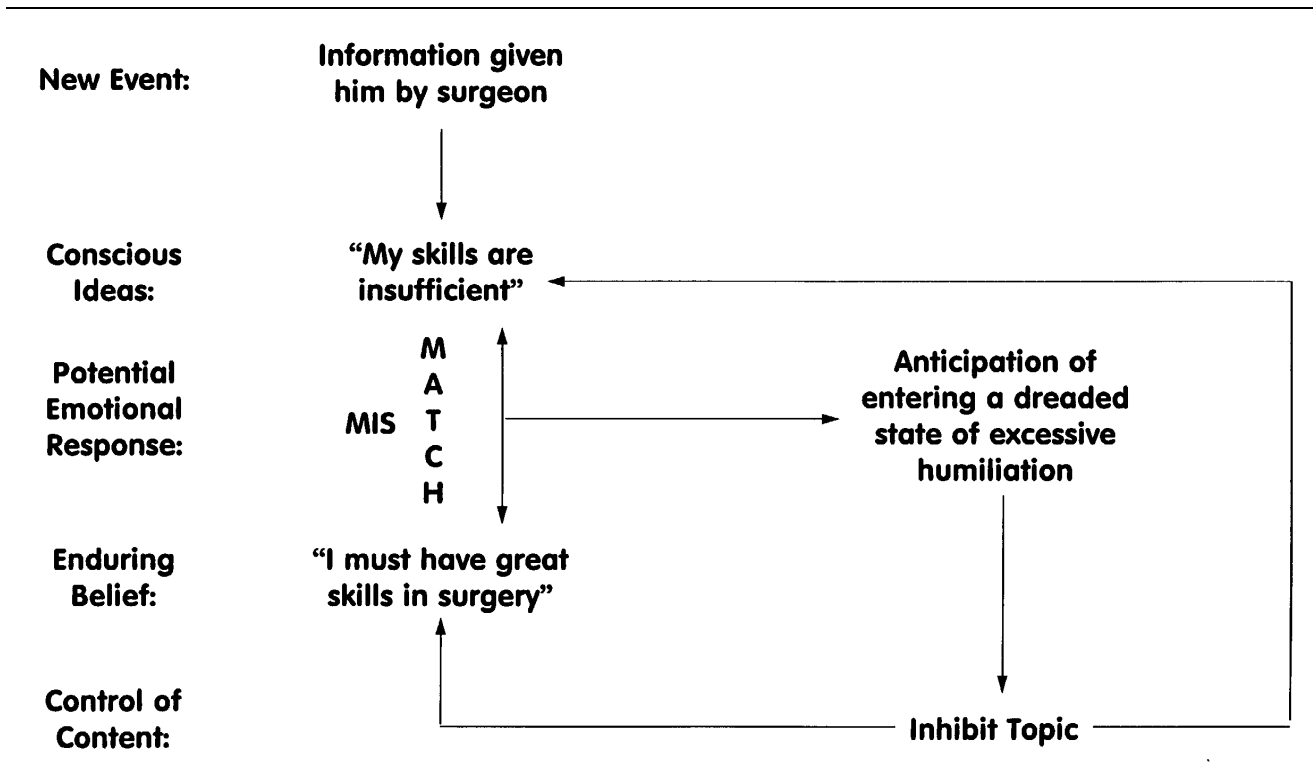 New Event:
Information given
him by surgeon
Conscious
Ideas:
“My skills are
insufficient”
Potential
Emotional
Response:
MIS
M
A
T
C
H
Anticipation of
entering a dreaded
state of excessive
humiliation
Enduring
Belief:
“I must have great
skills in surgery”
Control of
Content:
Inhibit Topic